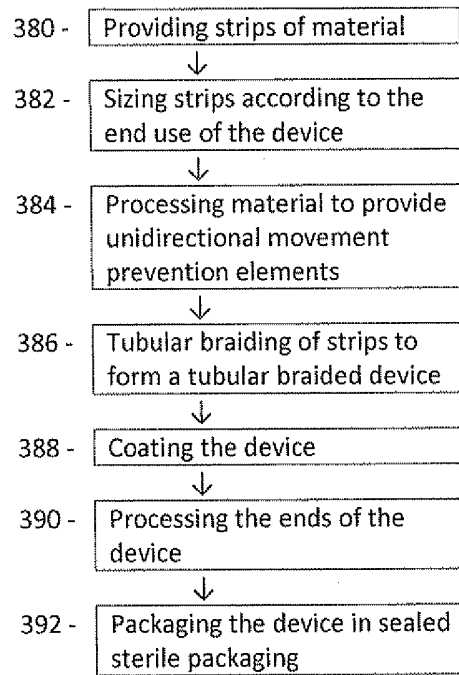 380 - Providing strips of material
382 - Sizing strips according to the
end use of the device
384 - Processing material to provide
unidirectional movement
prevention elements
386 - Tubular braiding of strips to
form a tubular braided device
388 - Coating the device
390 - Processing the ends of the
device
392 - Packaging the device in sealed
sterile packaging